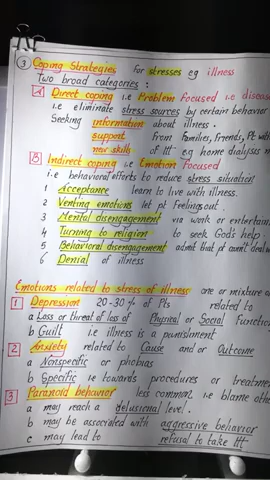 ③ Coping Strategies for stresses eg illness
Two broad categories :
A Direct coping i.e Problem Focused i.e disease
i.e eliminate stress sources by certain behavior
Seeking information about illness.
support from Families, Friends, Pt with
new skills of ttt eg home dialysis
B Indirect coping i.e Emotion Focused
i.e behavioral efforts to reduce stress situation
1 Acceptance learn to live with illness.
2 Venting emotions let pt Feelings out.
3 Mental disengagement via work or entertain
4 Turning to religion to seek God's help
5 Behavioral disengagement admit that pt
6 Denial of illness
Emotions related to stress of illness are or mixture
1 Depression 20-30% of Pts related to
a Loss or threat of loss of Physical or Social Function
b Guilt i.e illness is a punishment
2 Anxiety related to Cause and/or Outcome
a Nonspecific or phobias
b Specific i.e towards procedures or treatme
3 Paranoid behavior less common i.e blame othe
a may reach a delusional level.
b may be associated with aggressive behavior
c may lead to refusal to take ttt